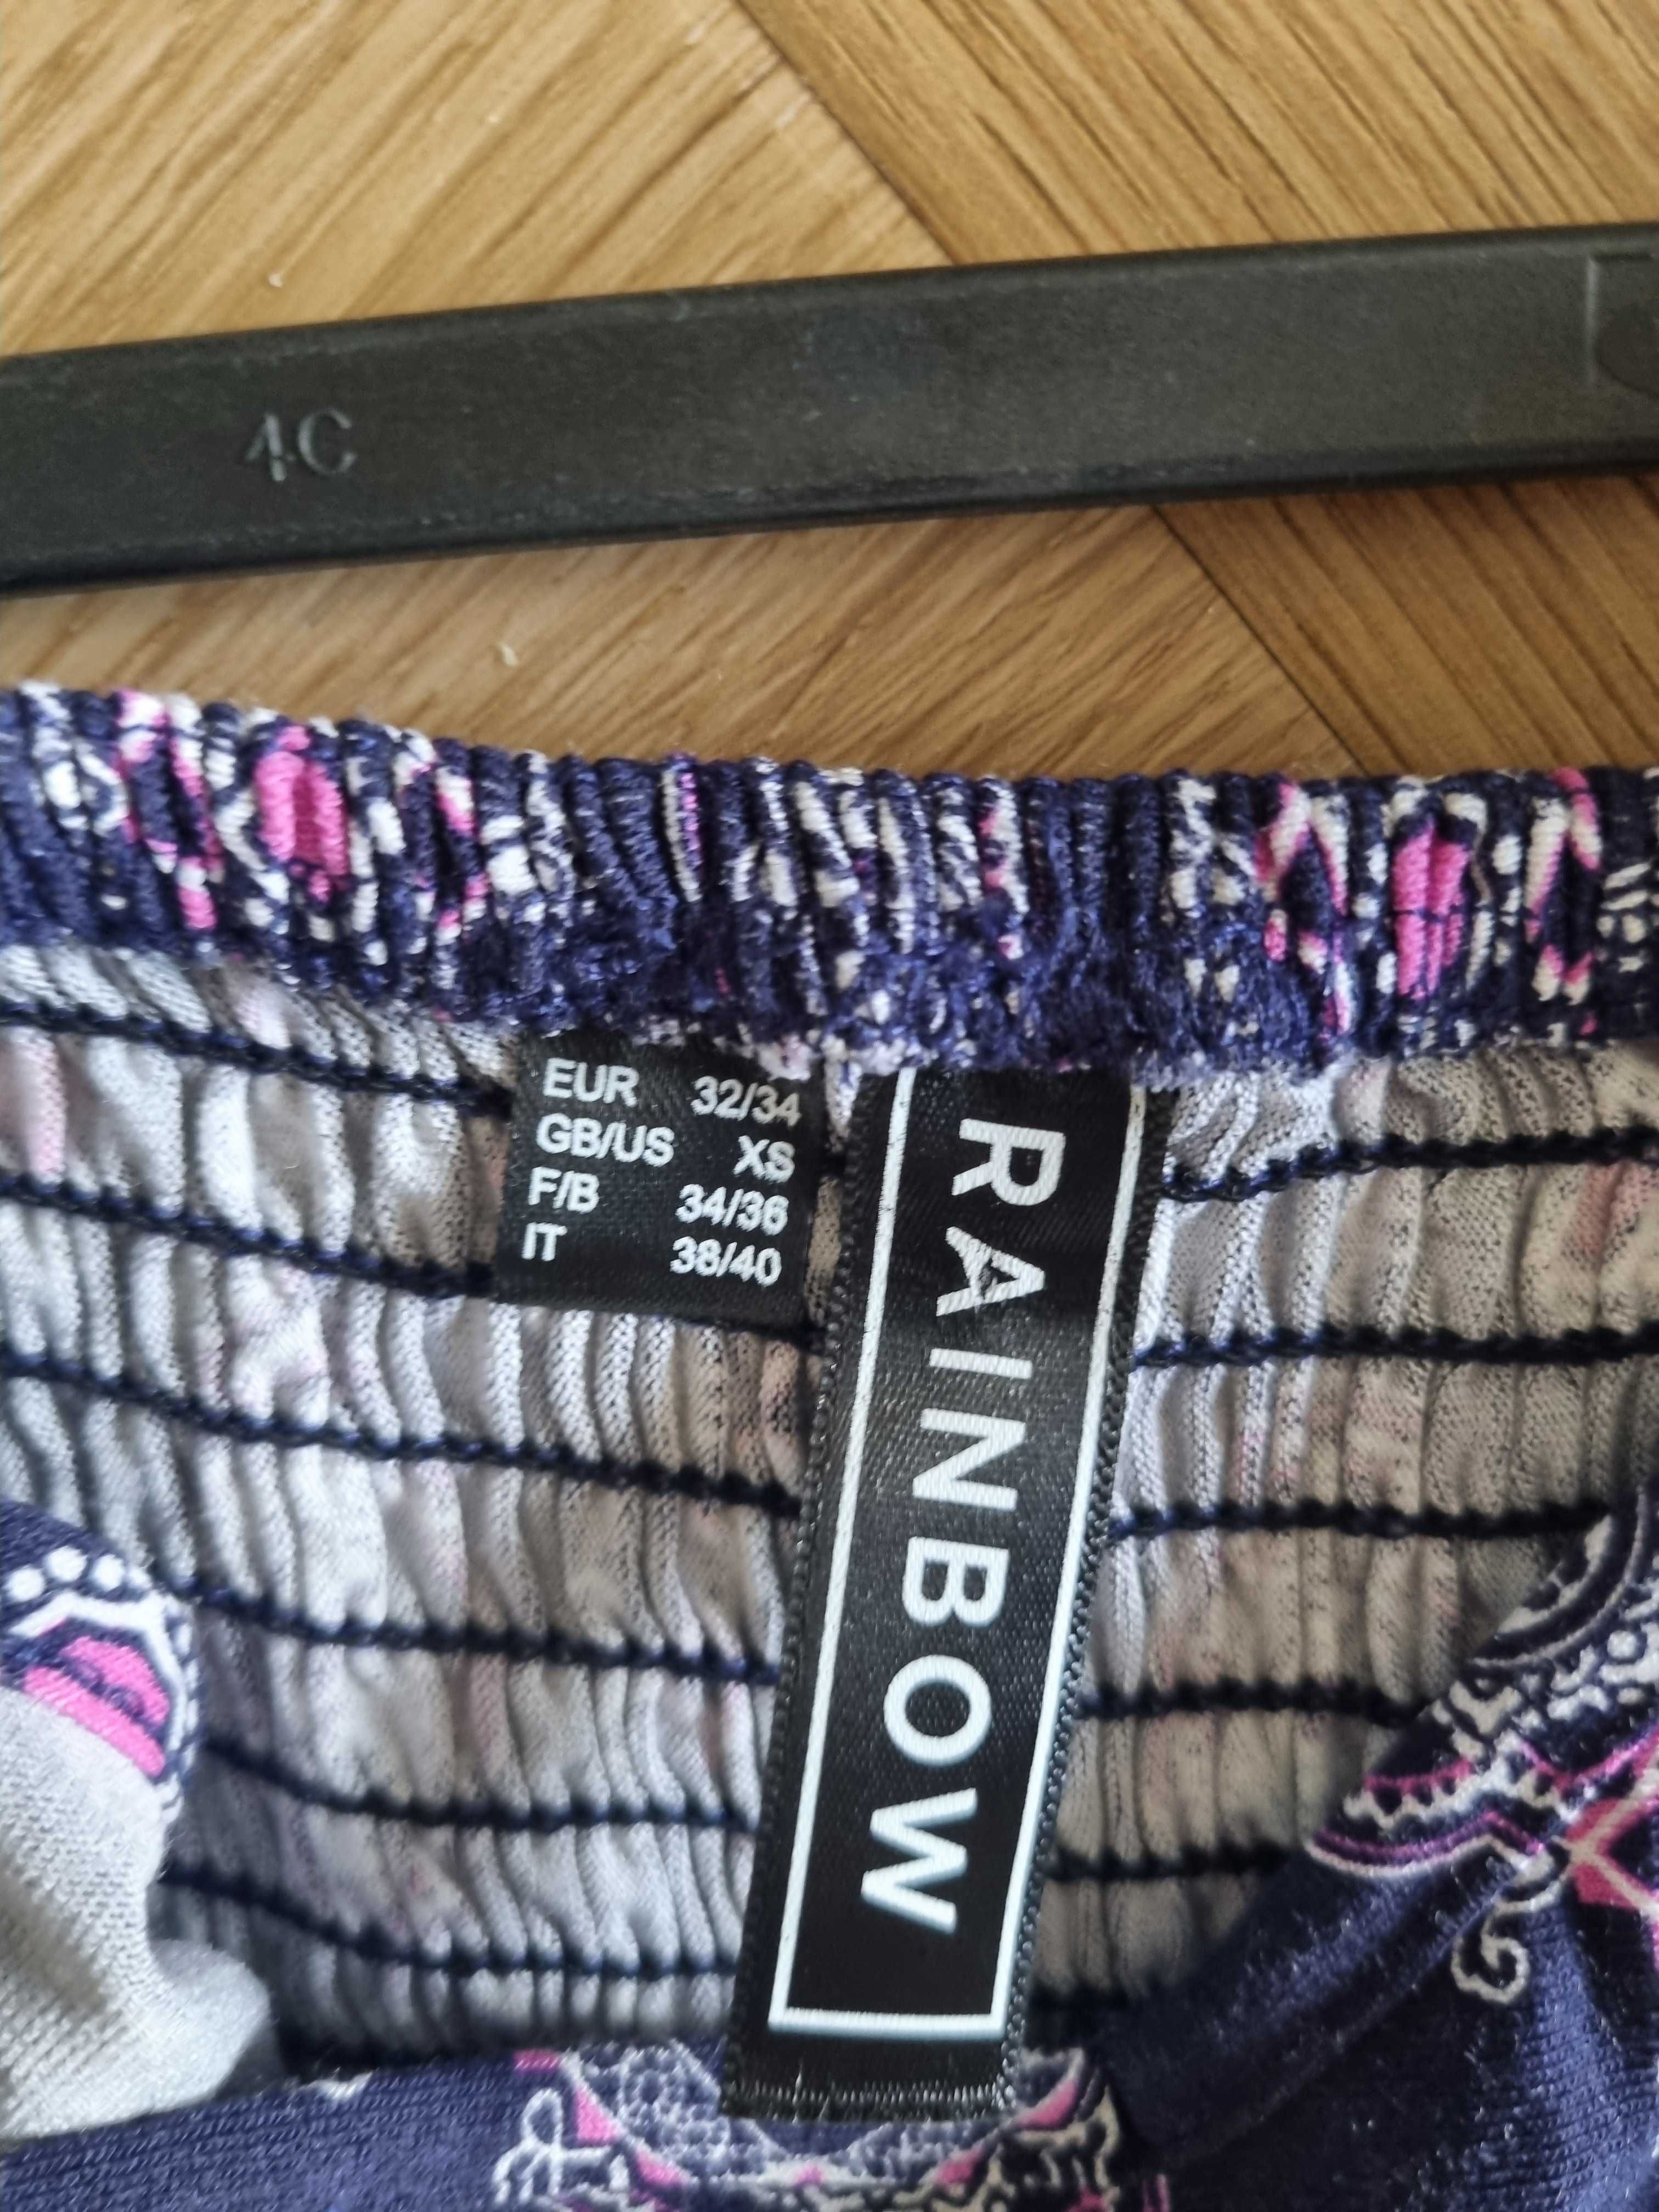 4C
EUR 32/34
GB/US XS
F/B 34/36
IT 38/40
RAINBOW